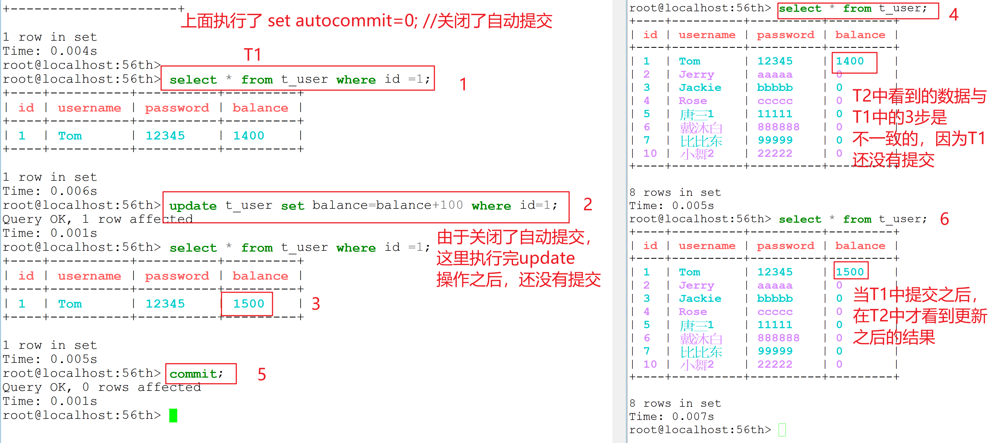 +----------------------+
上面执行了 set autocommit=0; //关闭了自动提交
1 row in set
Time: 0.004s
T1
root@localhost:56th>
root@localhost:56th> select * from t_user where id =1;
1
+----+----------+----------+---------+
| id | username | password | balance |
+----+----------+----------+---------+
| 1  | Tom      | 12345    | 1400    |
+----+----------+----------+---------+
1 row in set
Time: 0.006s
root@localhost:56th> update t_user set balance=balance+100 where id=1;
2
Query OK, 1 row affected
Time: 0.001s
root@localhost:56th> select * from t_user where id =1;
由于关闭了自动提交，
这里执行完update
操作之后，还没有提交
+----+----------+----------+---------+
| id | username | password | balance |
+----+----------+----------+---------+
| 1  | Tom      | 12345    | 1500    |
3
+----+----------+----------+---------+
1 row in set
Time: 0.005s
root@localhost:56th> commit;
5
Query OK, 0 rows affected
Time: 0.001s
root@localhost:56th>
root@localhost:56th> select * from t_user;
4
+----+----------+----------+---------+
| id | username | password | balance |
+----+----------+----------+---------+
| 1  | Tom      | 12345    | 1400    |
| 2  | Jerry    | aaaaa    | 0       |
| 3  | Jackie   | bbbbb    | 0       |
| 4  | Rose     | ccccc    | 0       |
| 5  | 唐三1    | 11111    | 0       |
| 6  | 戴沐白   | 888888   | 0       |
| 7  | 比比东   | 99999    | 0       |
| 10 | 小舞2    | 22222    | 0       |
+----+----------+----------+---------+
T2中看到的数据与
T1中的3步是
不一致的，因为T1
还没有提交
8 rows in set
Time: 0.005s
root@localhost:56th> select * from t_user;
6
+----+----------+----------+---------+
| id | username | password | balance |
+----+----------+----------+---------+
| 1  | Tom      | 12345    | 1500    |
| 2  | Jerry    | aaaaa    | 0       |
| 3  | Jackie   | bbbbb    | 0       |
| 4  | Rose     | ccccc    | 0       |
| 5  | 唐三1    | 11111    | 0       |
| 6  | 戴沐白   | 888888   | 0       |
| 7  | 比比东   | 99999    | 0       |
| 10 | 小舞2    | 22222    | 0       |
+----+----------+----------+---------+
当T1中提交之后，
在T2中才看到更新
之后的结果
8 rows in set
Time: 0.007s
root@localhost:56th>